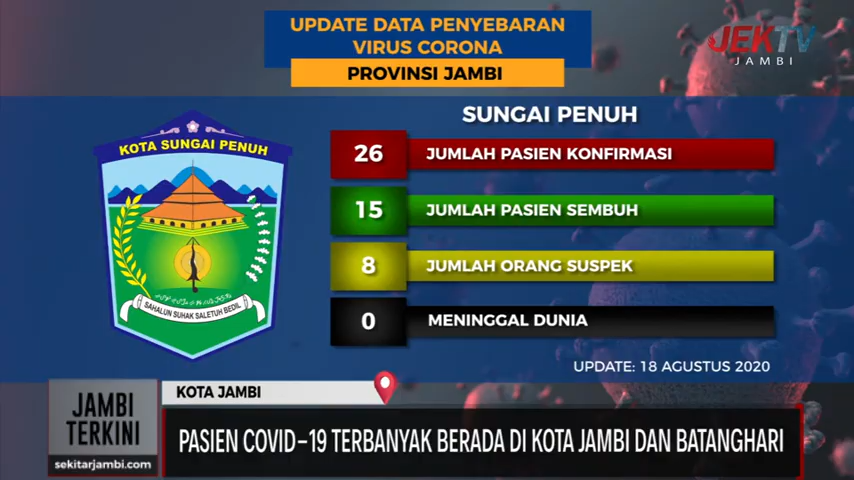 UPDATE DATA PENYEBARAN
VIRUS CORONA
PROVINSI JAMBI
JEKTV
JAMBI
SUNGAI PENUH
KOTA SUNGAI PENUH
26 JUMLAH PASIEN KONFIRMASI
15 JUMLAH PASIEN SEMBUH
8 JUMLAH ORANG SUSPEK
0 MENINGGAL DUNIA
SAHALUN SUHAK SALETUH BEDIL
UPDATE: 18 AGUSTUS 2020
JAMBI
TERKINI
sekitarjambi.com
KOTA JAMBI
PASIEN COVID-19 TERBANYAK BERADA DI KOTA JAMBI DAN BATANGHARI